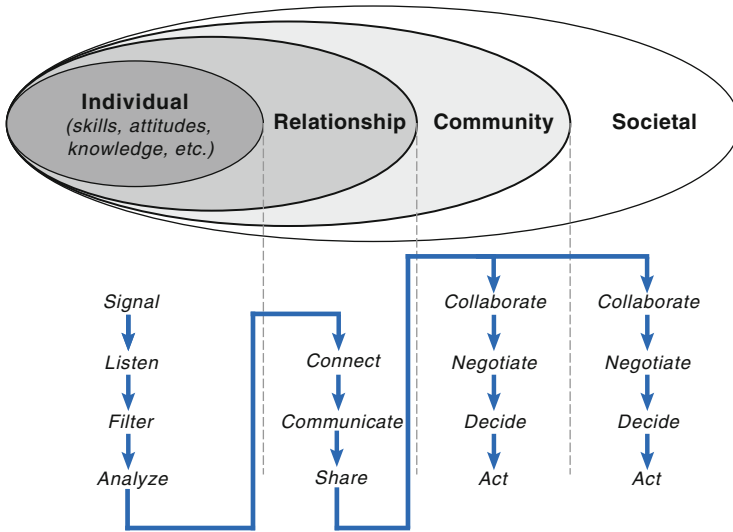 Individual
(skills, attitudes,
knowledge, etc.)
Relationship
Community
Societal
Signal
Listen
Filter
Analyze
Connect
Communicate
Share
Collaborate
Negotiate
Decide
Act
Collaborate
Negotiate
Decide
Act